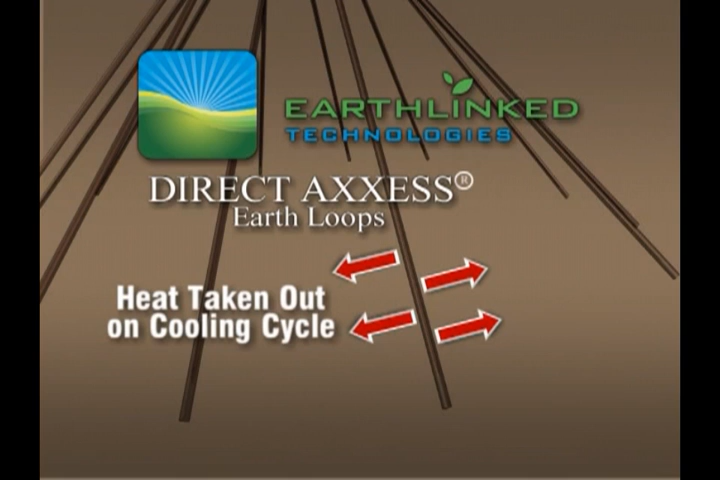 EARTHLINKED
TECHNOLOGIES
DIRECT AXXESS®
Earth Loops
Heat Taken Out
on Cooling Cycle